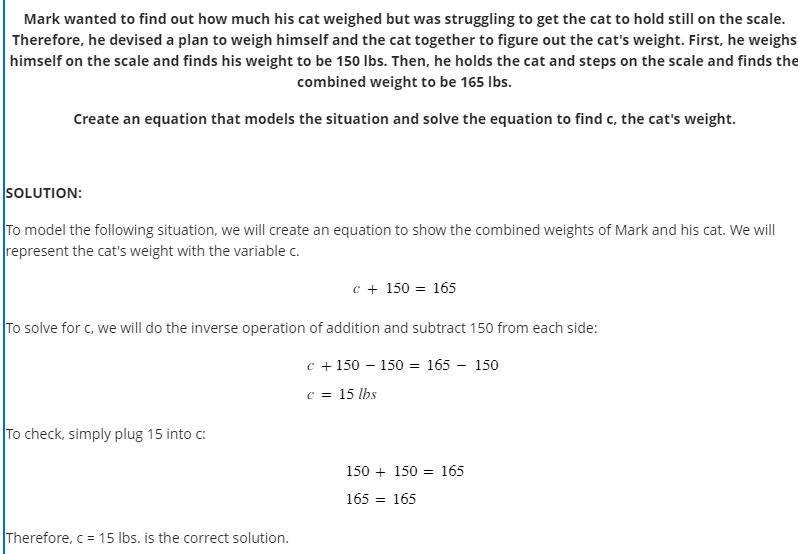 Mark wanted to find out how much his cat weighed but was struggling to get the cat to hold still on the scale.
Therefore, he devised a plan to weigh himself and the cat together to figure out the cat's weight. First, he weighs
himself on the scale and finds his weight to be 150 lbs. Then, he holds the cat and steps on the scale and finds the
combined weight to be 165 lbs.
Create an equation that models the situation and solve the equation to find c, the cat's weight.
SOLUTION:
To model the following situation, we will create an equation to show the combined weights of Mark and his cat. We will
represent the cat's weight with the variable c.
c + 150 = 165
To solve for c, we will do the inverse operation of addition and subtract 150 from each side:
c + 150 − 150 = 165 − 150
c = 15 lbs
To check, simply plug 15 into c:
150 + 150 = 165
165 = 165
Therefore, c = 15 lbs. is the correct solution.